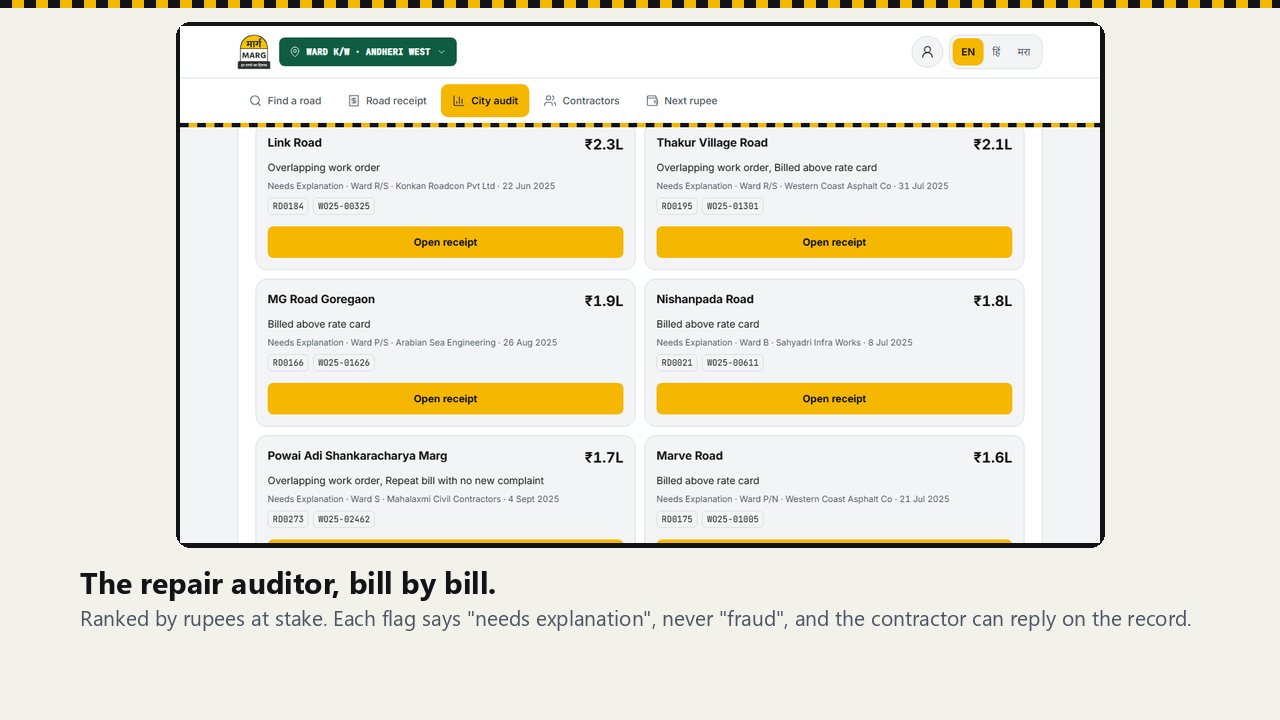 मार्ग
MARG
WARD K/W · ANDHERI WEST
EN
हिं
मरा
Find a road
Road receipt
City audit
Contractors
Next rupee
Link Road
₹2.3L
Overlapping work order
Needs Explanation · Ward R/S · Konkan Roadcon Pvt Ltd · 22 Jun 2025
RD0184
WO25-00325
Open receipt
Thakur Village Road
₹2.1L
Overlapping work order, Billed above rate card
Needs Explanation · Ward R/S · Western Coast Asphalt Co · 31 Jul 2025
RD0195
WO25-01301
Open receipt
MG Road Goregaon
₹1.9L
Billed above rate card
Needs Explanation · Ward P/S · Arabian Sea Engineering · 26 Aug 2025
RD0166
WO25-01626
Open receipt
Nishanpada Road
₹1.8L
Billed above rate card
Needs Explanation · Ward B · Sahyadri Infra Works · 8 Jul 2025
RD0021
WO25-00611
Open receipt
Powai Adi Shankaracharya Marg
₹1.7L
Overlapping work order, Repeat bill with no new complaint
Needs Explanation · Ward S · Mahalaxmi Civil Contractors · 4 Sept 2025
RD0273
WO25-02462
Marve Road
₹1.6L
Billed above rate card
Needs Explanation · Ward P/N · Western Coast Asphalt Co · 21 Jul 2025
RD0175
WO25-01005
The repair auditor, bill by bill.
Ranked by rupees at stake. Each flag says "needs explanation", never "fraud", and the contractor can reply on the record.